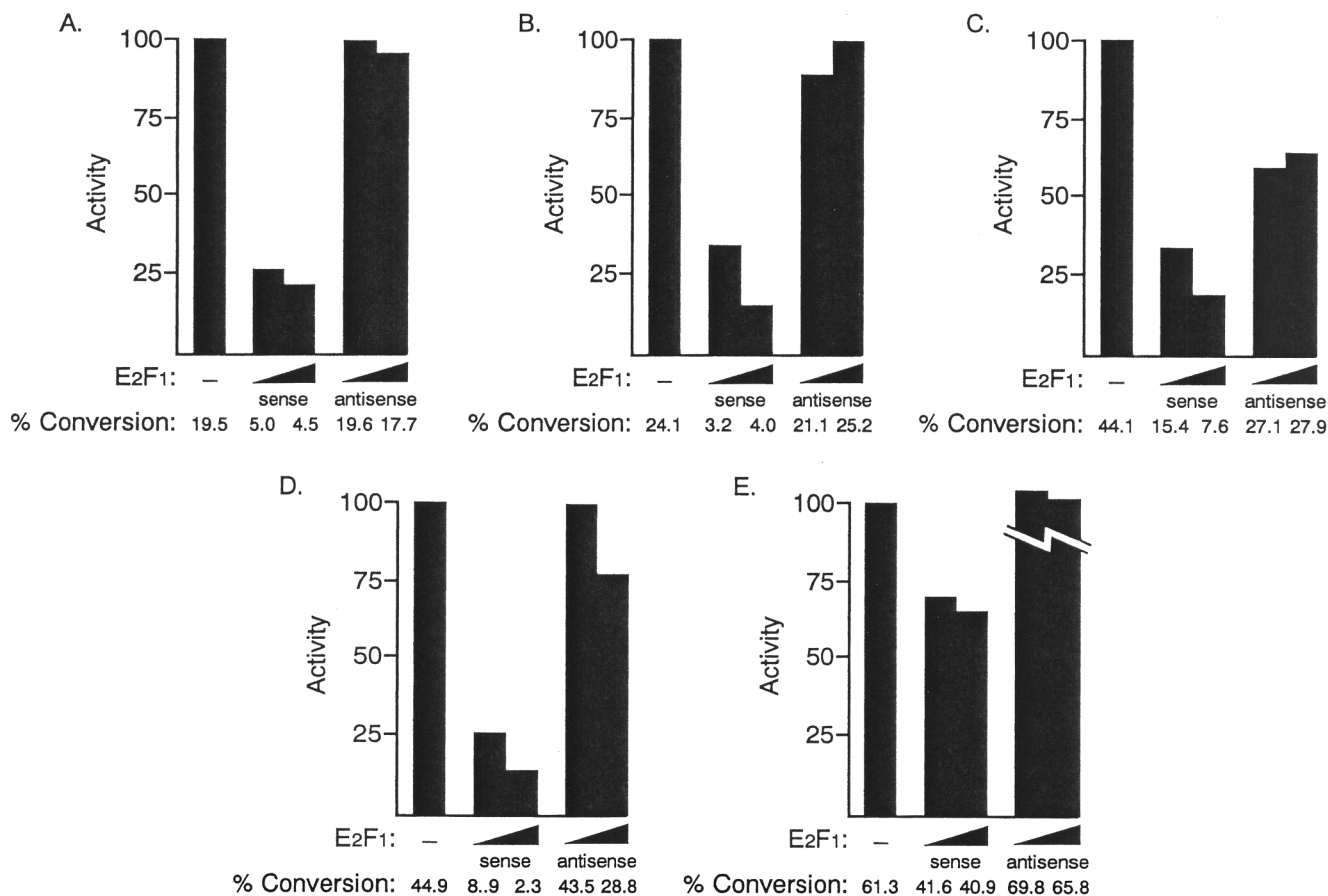 A.
100
75
50
25
Activity
E2F1: –
sense antisense
% Conversion: 19.5 5.0 4.5 19.6 17.7
B.
100
75
50
25
Activity
E2F1: –
sense antisense
% Conversion: 24.1 3.2 4.0 21.1 25.2
C.
100
75
50
25
Activity
E2F1: –
sense antisense
% Conversion: 44.1 15.4 7.6 27.1 27.9
D.
100
75
50
25
Activity
E2F1: –
sense antisense
% Conversion: 44.9 8..9 2.3 43.5 28.8
E.
100
75
50
25
Activity
E2F1: –
sense antisense
% Conversion: 61.3 41.6 40.9 69.8 65.8